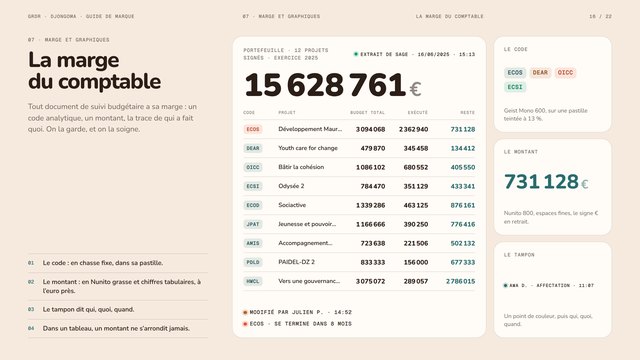 GRDR · DJONGOMA · GUIDE DE MARQUE
07 · MARGE ET GRAPHIQUES
LA MARGE DU COMPTABLE
16 / 22
07 · MARGE ET GRAPHIQUES
La marge
du comptable
Tout document de suivi budgétaire a sa marge : un
code analytique, un montant, la trace de qui a fait
quoi. On la garde, et on la soigne.
01 Le code : en chasse fixe, dans sa pastille.
02 Le montant : en Nunito grasse et chiffres tabulaires, à
l'euro près.
03 Le tampon dit qui, quoi, quand.
04 Dans un tableau, un montant ne s'arrondit jamais.
PORTEFEUILLE · 12 PROJETS
SIGNÉS · EXERCICE 2025
EXTRAIT DE SAGE · 16/06/2025 · 15:13
15 628 761 €
CODE PROJET BUDGET TOTAL EXÉCUTÉ RESTE
ECOS Développement Maur… 3 094 068 2 362 940 731 128
DEAR Youth care for change 479 870 345 458 134 412
OICC Bâtir la cohésion 1 086 102 680 552 405 550
ECSI Odysée 2 784 470 351 129 433 341
ECOD Sociactive 1 339 286 463 125 876 161
JPAT Jeunesse et pouvoir… 1 166 666 390 250 776 416
AMIS Accompagnement… 723 638 221 506 502 132
POLD PAIDEL-DZ 2 833 333 156 000 677 333
HWCL Vers une gouvernanc… 3 075 072 289 057 2 786 015
MODIFIÉ PAR JULIEN P. · 14:52
ECOS · SE TERMINE DANS 8 MOIS
LE CODE
ECOS DEAR OICC
ECSI
Geist Mono 600, sur une pastille
teintée à 13 %.
LE MONTANT
731 128 €
Nunito 800, espaces fines, le signe €
en retrait.
LE TAMPON
AWA D. · AFFECTATION · 11:07
Un point de couleur, puis qui, quoi,
quand.